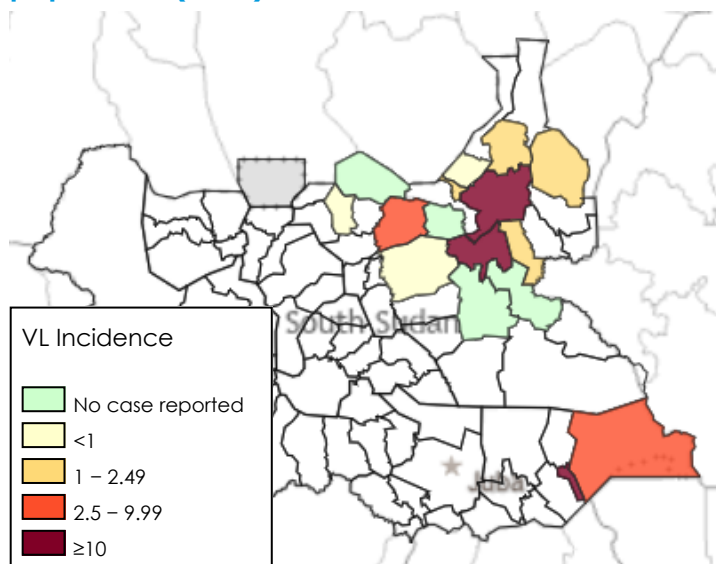 South Sudan
VL Incidence
No case reported
<1
1 – 2.49
Juba
2.5 – 9.99
≥10